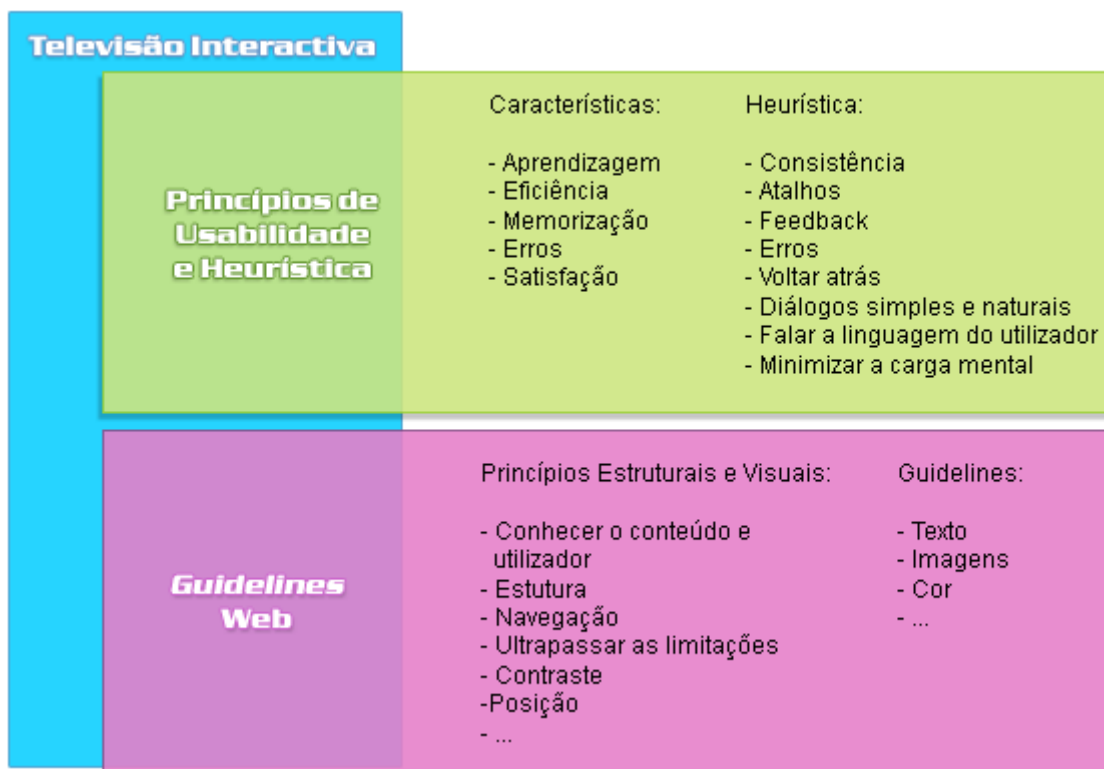 Televisão Interactiva
Princípios de
Usabilidade
e Heurística
Características:
- Aprendizagem
- Eficiência
- Memorização
- Erros
- Satisfação
Heurística:
- Consistência
- Atalhos
- Feedback
- Erros
- Voltar atrás
- Diálogos simples e naturais
- Falar a linguagem do utilizador
- Minimizar a carga mental
Guidelines
Web
Princípios Estruturais e Visuais:
- Conhecer o conteúdo e
utilizador
- Estutura
- Navegação
- Ultrapassar as limitações
- Contraste
-Posição
- ...
Guidelines:
- Texto
- Imagens
- Cor
- ...